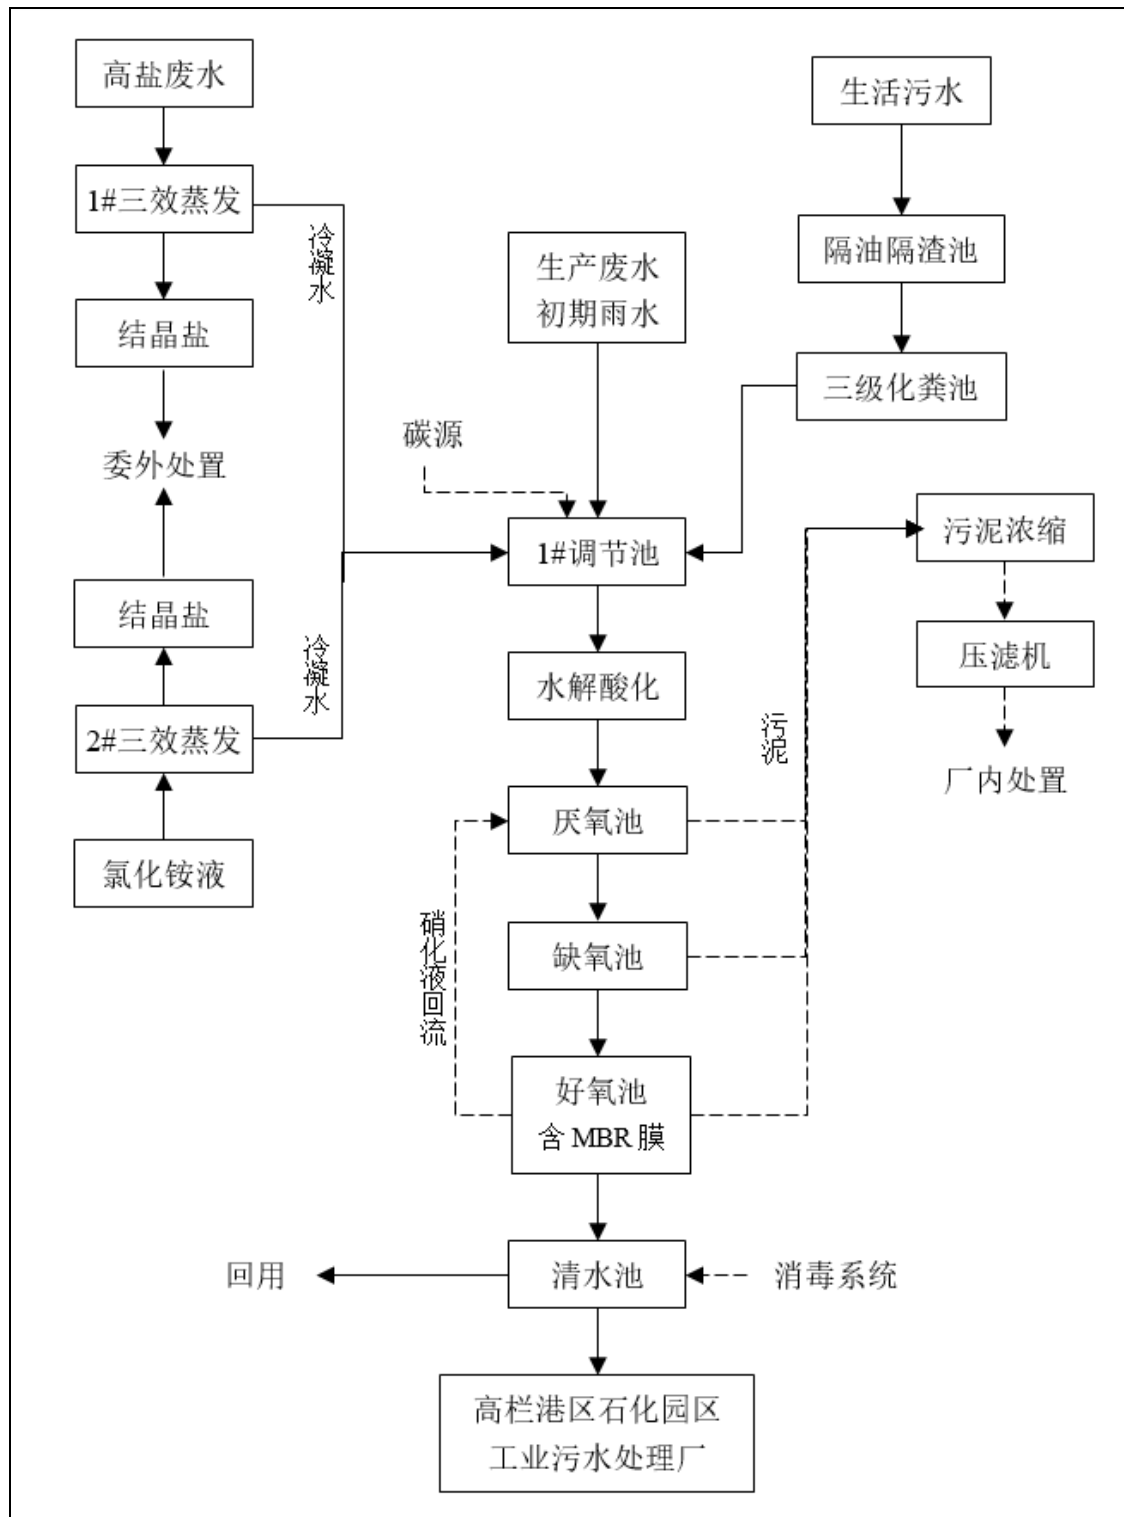 高盐废水
1#三效蒸发
结晶盐
委外处置
结晶盐
2#三效蒸发
氯化铵液
冷凝水
冷凝水
生产废水
初期雨水
碳源
1#调节池
水解酸化
厌氧池
缺氧池
好氧池
含 MBR 膜
硝化液回流
清水池
回用
消毒系统
高栏港区石化园区
工业污水处理厂
生活污水
隔油隔渣池
三级化粪池
污泥
污泥浓缩
压滤机
厂内处置